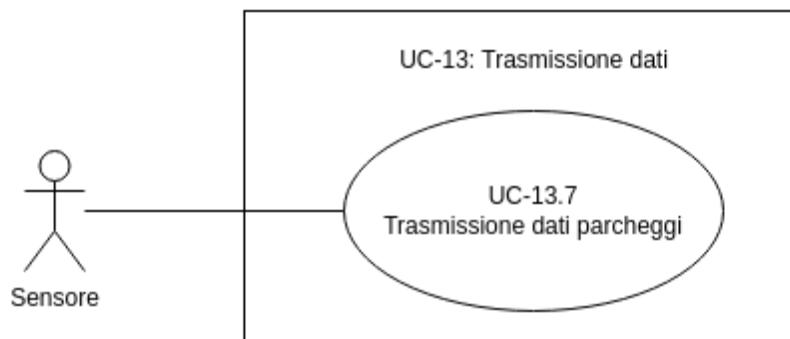 UC-13: Trasmissione dati
UC-13.7
Trasmissione dati parcheggi
Sensore